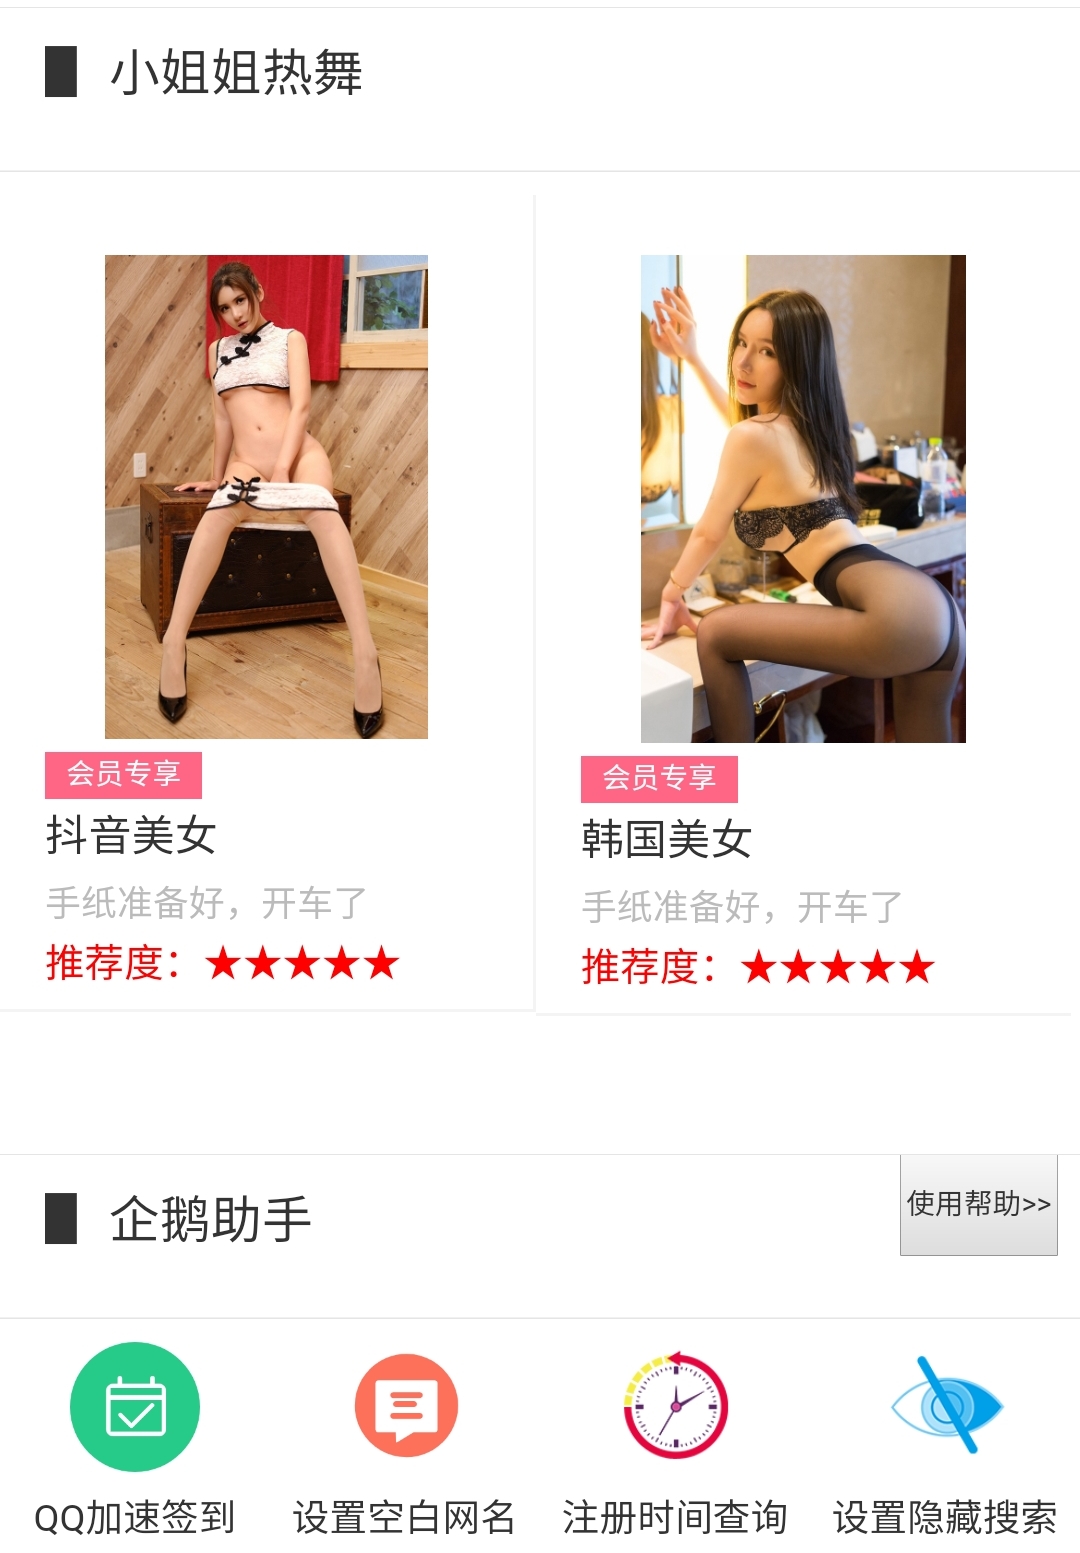 小姐姐热舞
会员专享
抖音美女
手纸准备好，开车了
推荐度：★★★★★
会员专享
韩国美女
手纸准备好，开车了
推荐度：★★★★★
企鹅助手
使用帮助>>
QQ加速签到
设置空白网名
注册时间查询
设置隐藏搜索